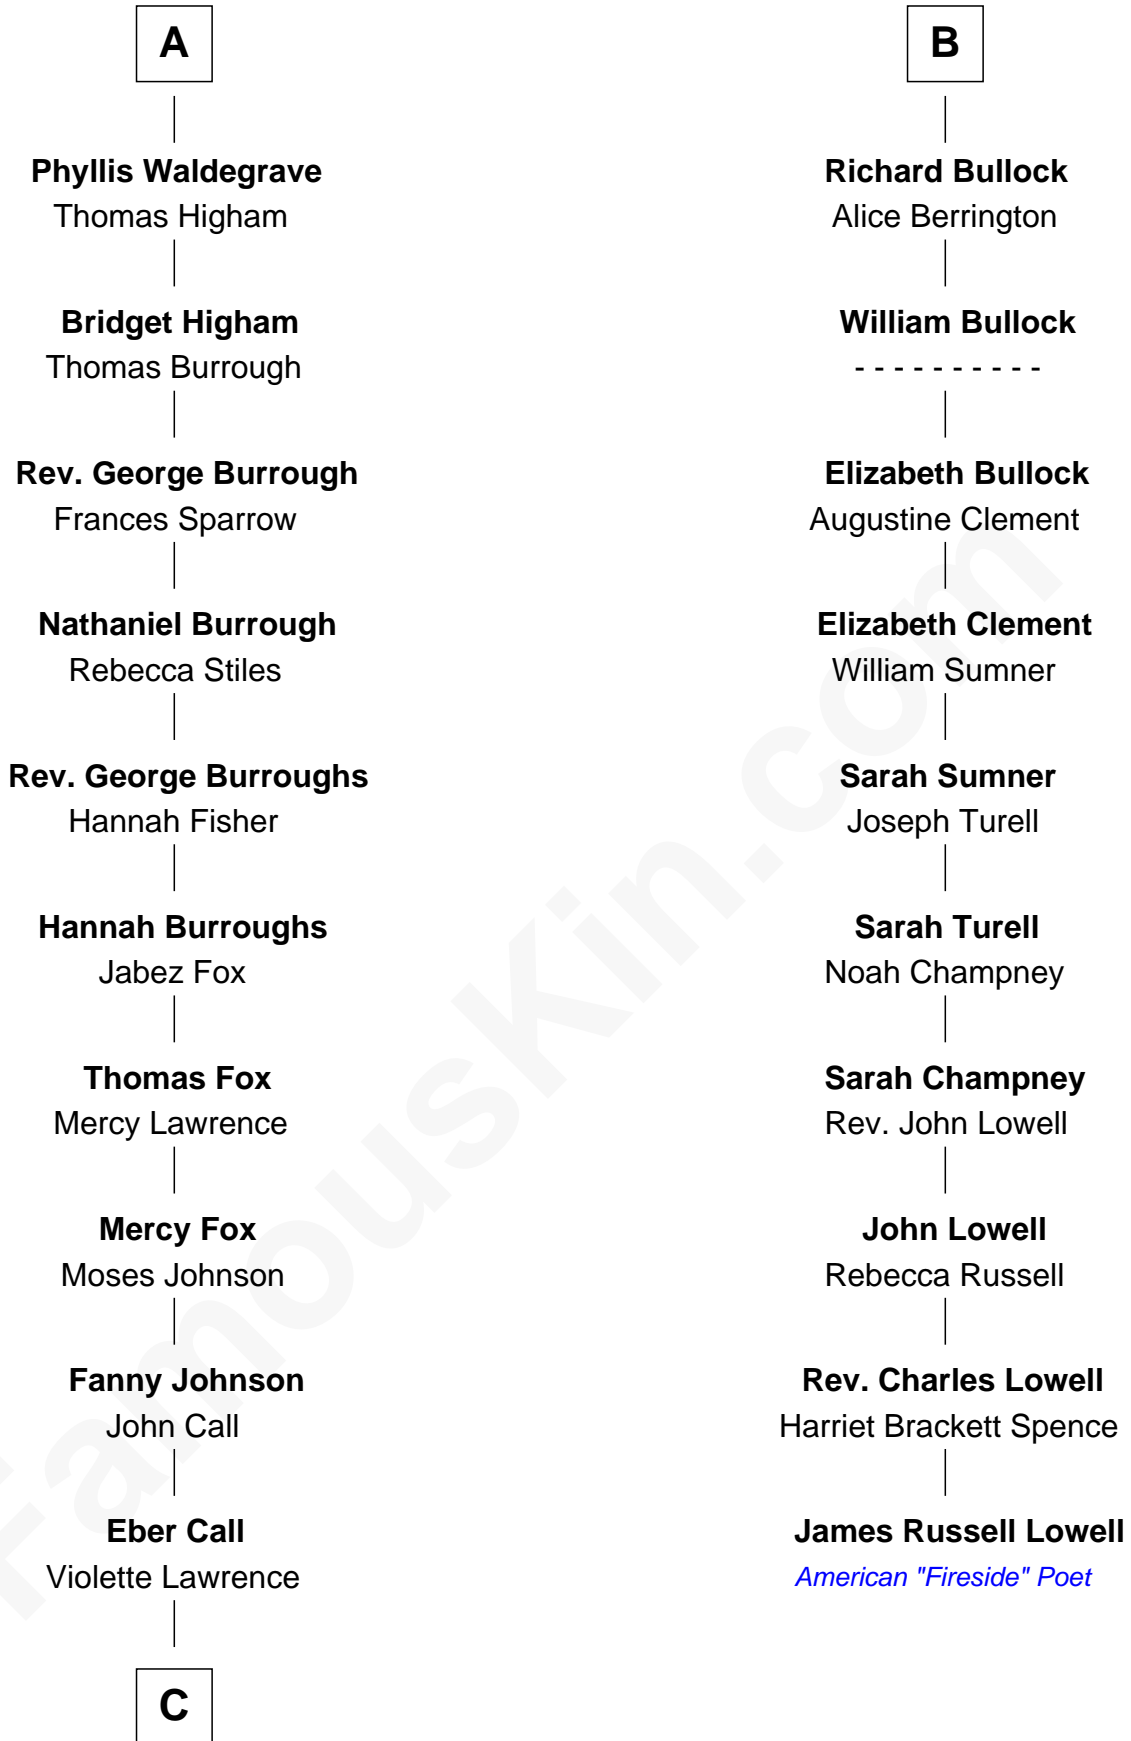 A
Phyllis Waldegrave
Thomas Higham
Bridget Higham
Thomas Burrough
Rev. George Burrough
Frances Sparrow
Nathaniel Burrough
Rebecca Stiles
Rev. George Burroughs
Hannah Fisher
Hannah Burroughs
Jabez Fox
Thomas Fox
Mercy Lawrence
Mercy Fox
Moses Johnson
Fanny Johnson
John Call
Eber Call
Violette Lawrence
C
B
Richard Bullock
Alice Berrington
William Bullock
- - - - - - - - - -
Elizabeth Bullock
Augustine Clement
Elizabeth Clement
William Sumner
Sarah Sumner
Joseph Turell
Sarah Turell
Noah Champney
Sarah Champney
Rev. John Lowell
John Lowell
Rebecca Russell
Rev. Charles Lowell
Harriet Brackett Spence
James Russell Lowell
American "Fireside" Poet
FamousKin.com